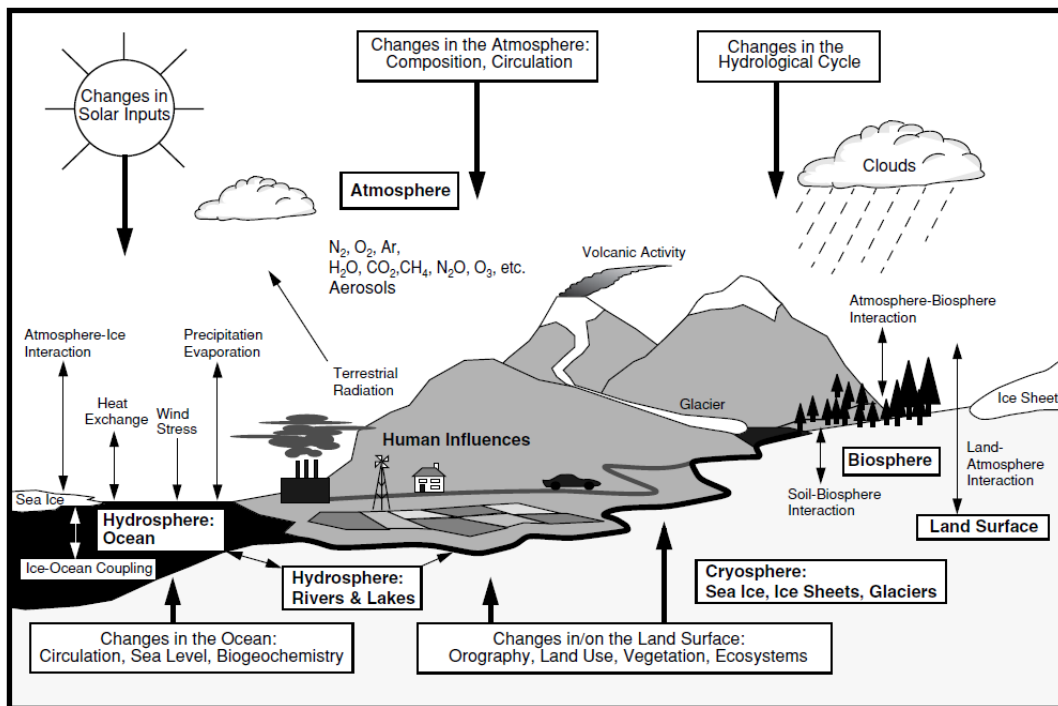 Changes in
Solar Inputs
Changes in the Atmosphere:
Composition, Circulation
Changes in the
Hydrological Cycle
Clouds
Atmosphere
N₂, O₂, Ar,
H₂O, CO₂,CH₄, N₂O, O₃, etc.
Aerosols
Volcanic Activity
Atmosphere-Biosphere
Interaction
Atmosphere-Ice
Interaction
Precipitation
Evaporation
Terrestrial
Radiation
Heat
Exchange
Wind
Stress
Glacier
Ice Sheet
Human Influences
Biosphere
Land-
Atmosphere
Interaction
Soil-Biosphere
Interaction
Sea Ice
Hydrosphere:
Ocean
Land Surface
Ice-Ocean Coupling
Hydrosphere:
Rivers & Lakes
Cryosphere:
Sea Ice, Ice Sheets, Glaciers
Changes in the Ocean:
Circulation, Sea Level, Biogeochemistry
Changes in/on the Land Surface:
Orography, Land Use, Vegetation, Ecosystems